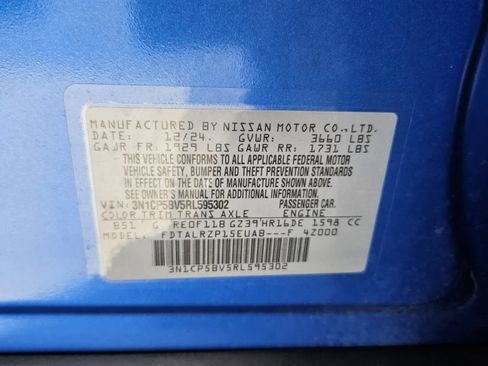 MANUFACTURED BY NISSAN MOTOR CO.,LTD.
DATE: 12/24. GVWR: 3660 LBS
GAWR FR: 1929 LBS GAWR RR: 1731 LBS
THIS VEHICLE CONFORMS TO ALL APPLICABLE FEDERAL MOTOR
VEHICLE SAFETY, BUMPER, AND THEFT PREVENTION STANDARDS
IN EFFECT ON THE DATE OF MANUFACTURE SHOWN ABOVE.
SEE OWNER'S MANUAL FOR ADDITIONAL INFORMATION.
VIN: 3N1CP5BV5RL595302 PASSENGER CAR
COLOR TRIM TRANS AXLE ENGINE
B51 G RE0F11B GZ39 HR16DE 1598 CC
MODEL: FDTALRZP15EUAB---F 4Z000
3N1CP5BV5RL595302